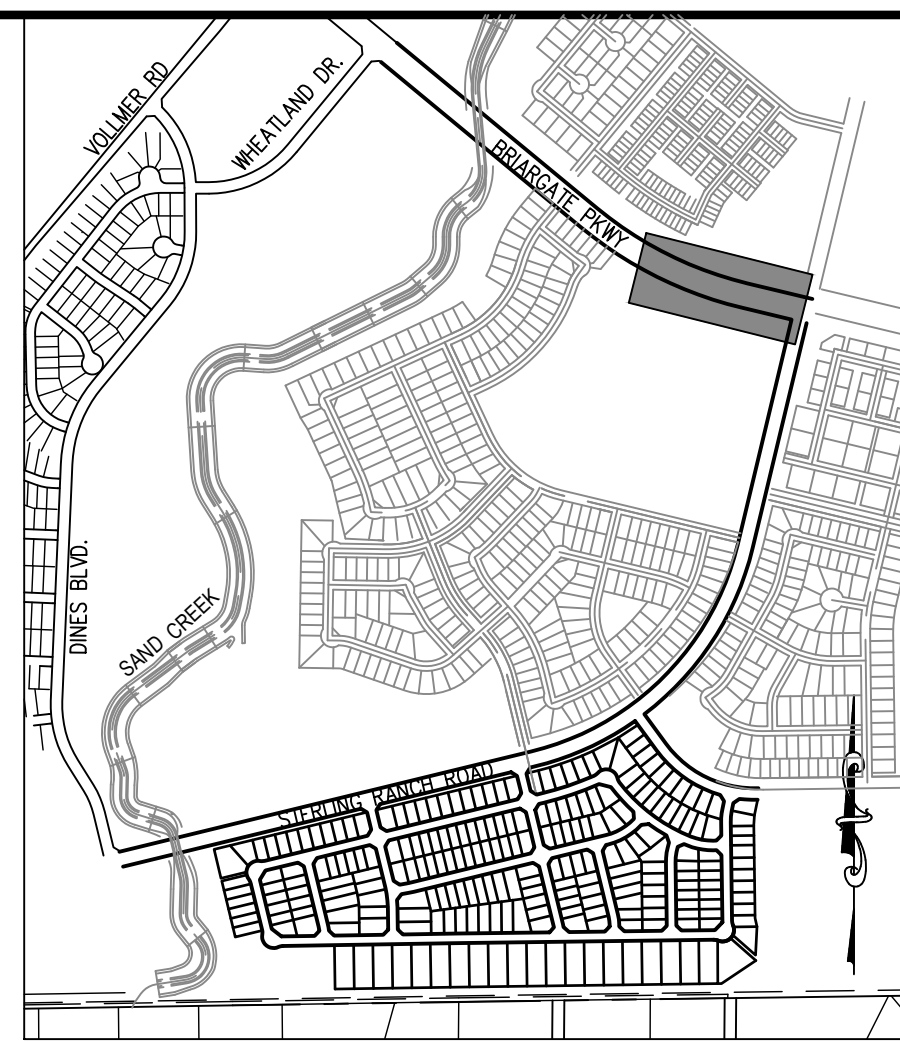 VOLLMER RD
WHEATLAND DR.
BRIARGATE PKWY
DINES BLVD.
SAND CREEK
STERLING RANCH ROAD